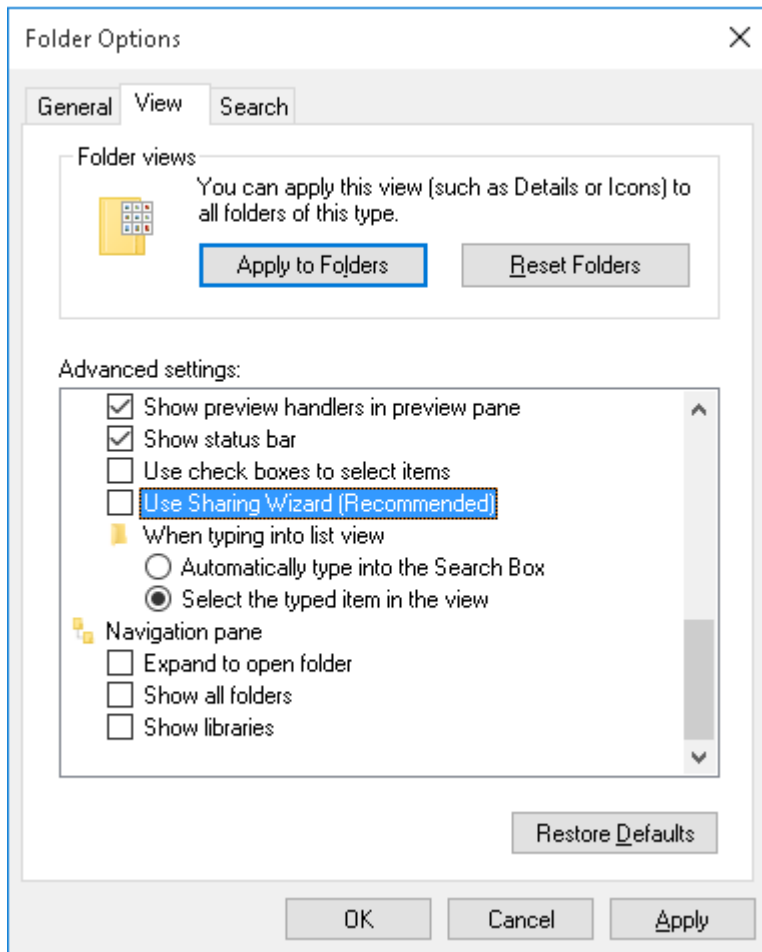 Folder Options
General
View
Search
Folder views
You can apply this view (such as Details or Icons) to
all folders of this type.
Apply to Folders
Reset Folders
Advanced settings:
Show preview handlers in preview pane
Show status bar
Use check boxes to select items
Use Sharing Wizard (Recommended)
When typing into list view
Automatically type into the Search Box
Select the typed item in the view
Navigation pane
Expand to open folder
Show all folders
Show libraries
Restore Defaults
OK
Cancel
Apply